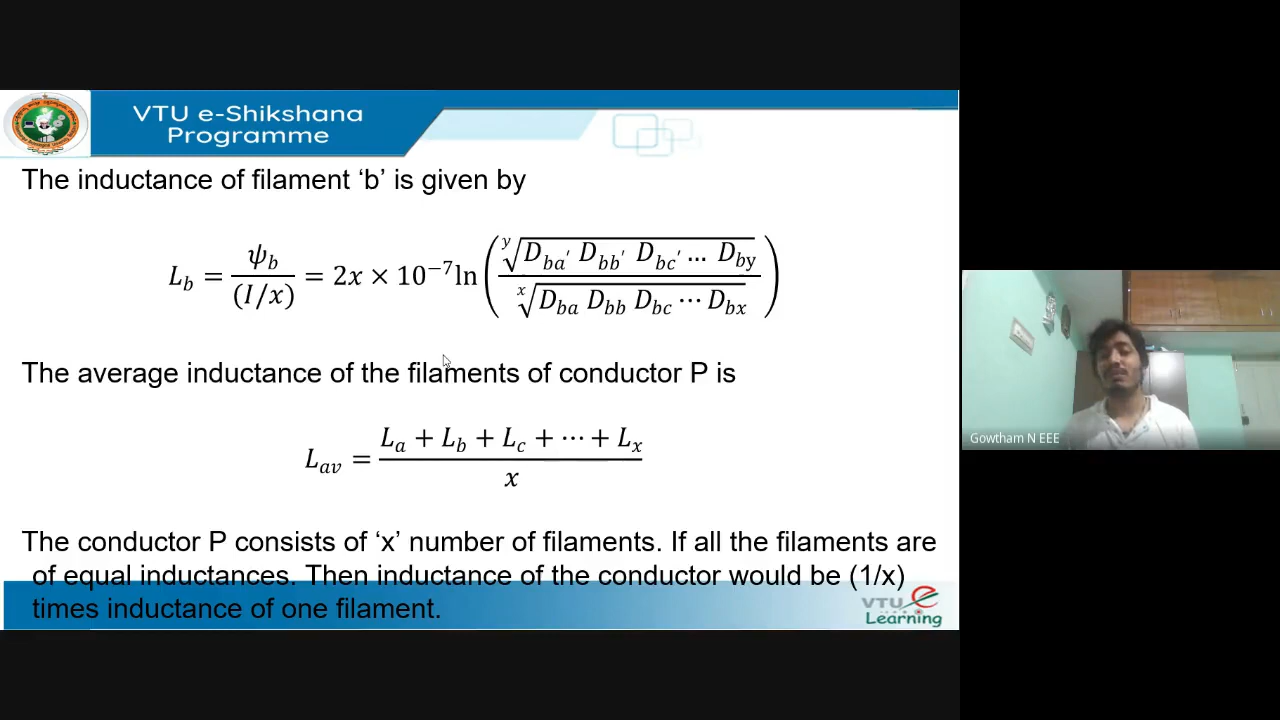 VTU e-Shikshana
Programme
The inductance of filament ‘b’ is given by
L_b = ψ_b / (I/x) = 2x × 10⁻⁷ ln ( ʸ√(D_ba′ D_bb′ D_bc′ … D_by) / ˣ√(D_ba D_bb D_bc ⋯ D_bx) )
The average inductance of the filaments of conductor P is
L_av = (L_a + L_b + L_c + ⋯ + L_x) / x
The conductor P consists of ‘x’ number of filaments. If all the filaments are
of equal inductances. Then inductance of the conductor would be (1/x)
times inductance of one filament.
VTU e
Learning
Gowtham N EEE